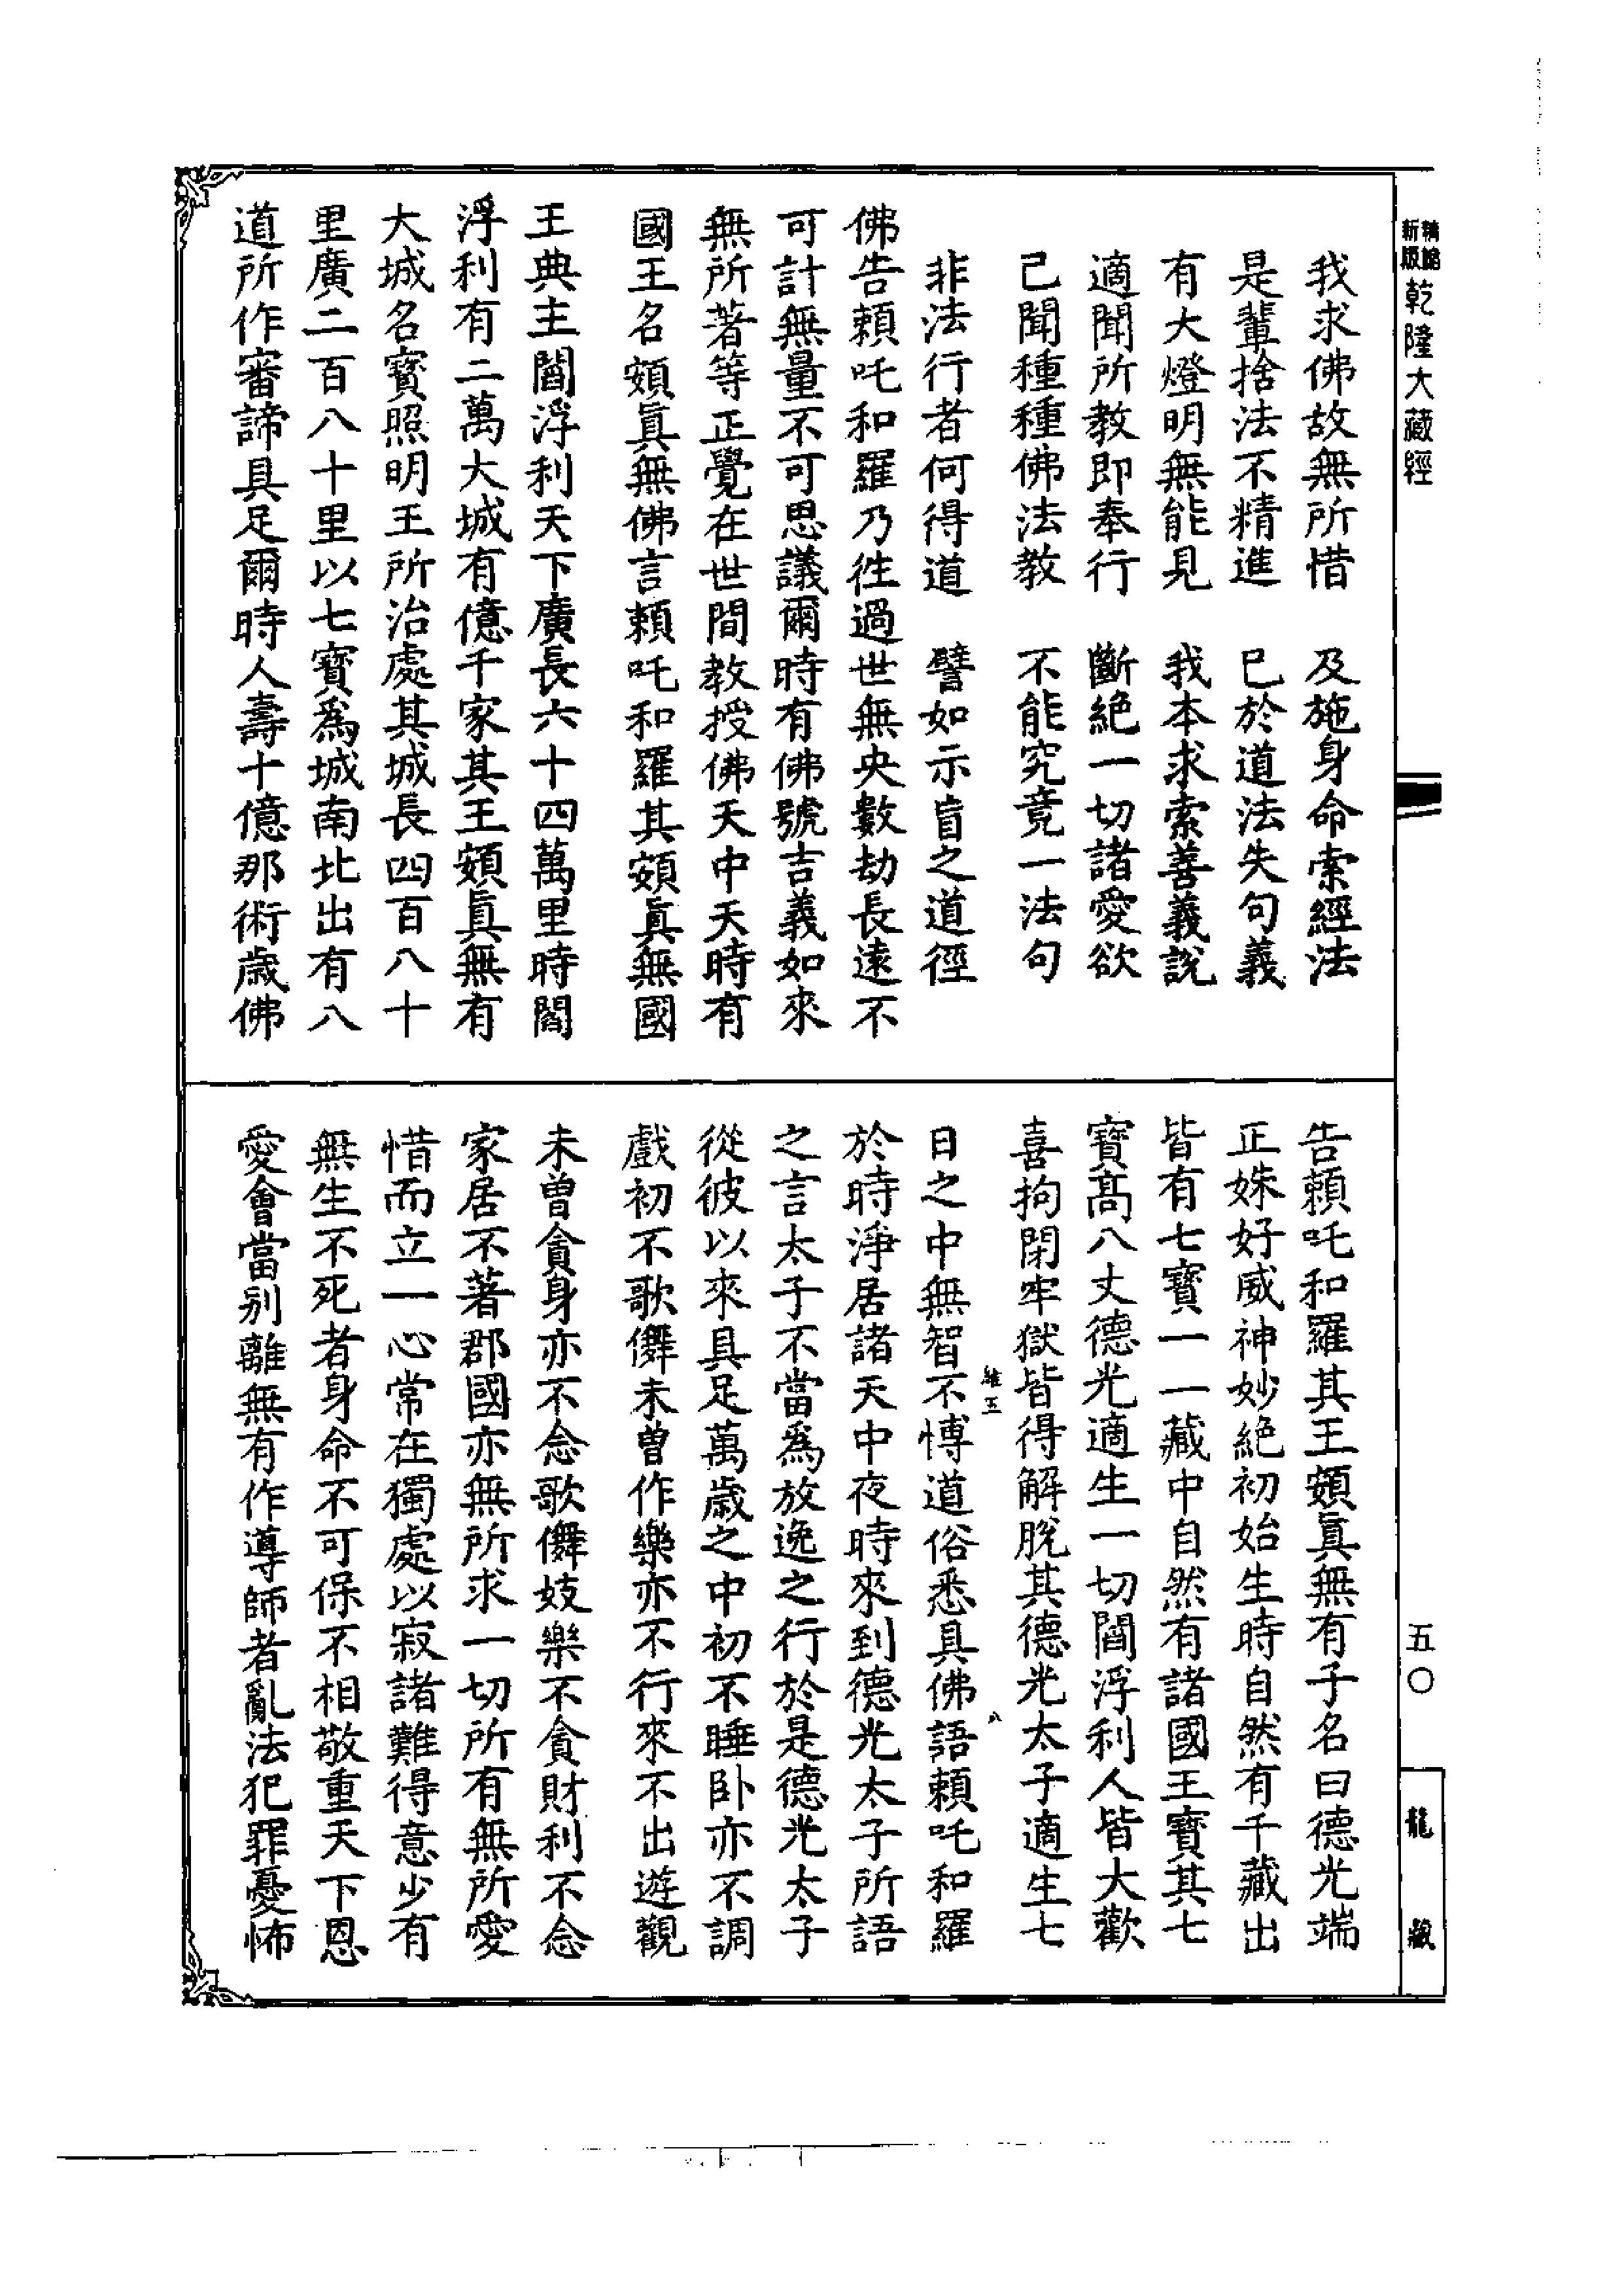 新版
精縮
乾隆大藏經
五〇
龍藏
我求佛故無所惜 及施身命索經法
是輩捨法不精進 已於道法失句義
有大燈明無能見 我本求索善義說
適聞所教即奉行 斷絕一切諸愛欲
已聞種種佛法教 不能究竟一法句
非法行者何得道 譬如示盲之道徑
佛告賴吒和羅乃徃過世無央數劫長遠不
可計無量不可思議爾時有佛號吉義如來
無所著等正覺在世間教授佛天中天時有
國王名頞真無佛言賴吒和羅其頞真無國
王典主閻浮利天下廣長六十四萬里時閻
浮利有二萬大城有億千家其王頞真無有
大城名寶照明王所治處其城長四百八十
里廣二百八十里以七寶為城南北出有八
道所作審諦具足爾時人壽十億那術歲佛
告賴吒和羅其王頞真無有子名曰德光端
正姝好威神妙絕初始生時自然有千藏出
皆有七寶一一藏中自然有諸國王寶其七
寶高八丈德光適生一切閻浮利人皆大歡
喜拘閉牢獄皆得解脫其德光太子適生七
維五 八
日之中無智不博道俗悉具佛語賴吒和羅
於時淨居諸天中夜時來到德光太子所語
之言太子不當為放逸之行於是德光太子
從彼以來具足萬歲之中初不睡臥亦不調
戲初不歌儛未曾作樂亦不行來不出遊觀
未曾貪身亦不念歌儛妓樂不貪財利不念
家居不著郡國亦無所求一切所有無所愛
惜而立一心常在獨處以寂諸難得意少有
無生不死者身命不可保不相敬重天下恩
愛會當別離無有作導師者亂法犯罪憂怖